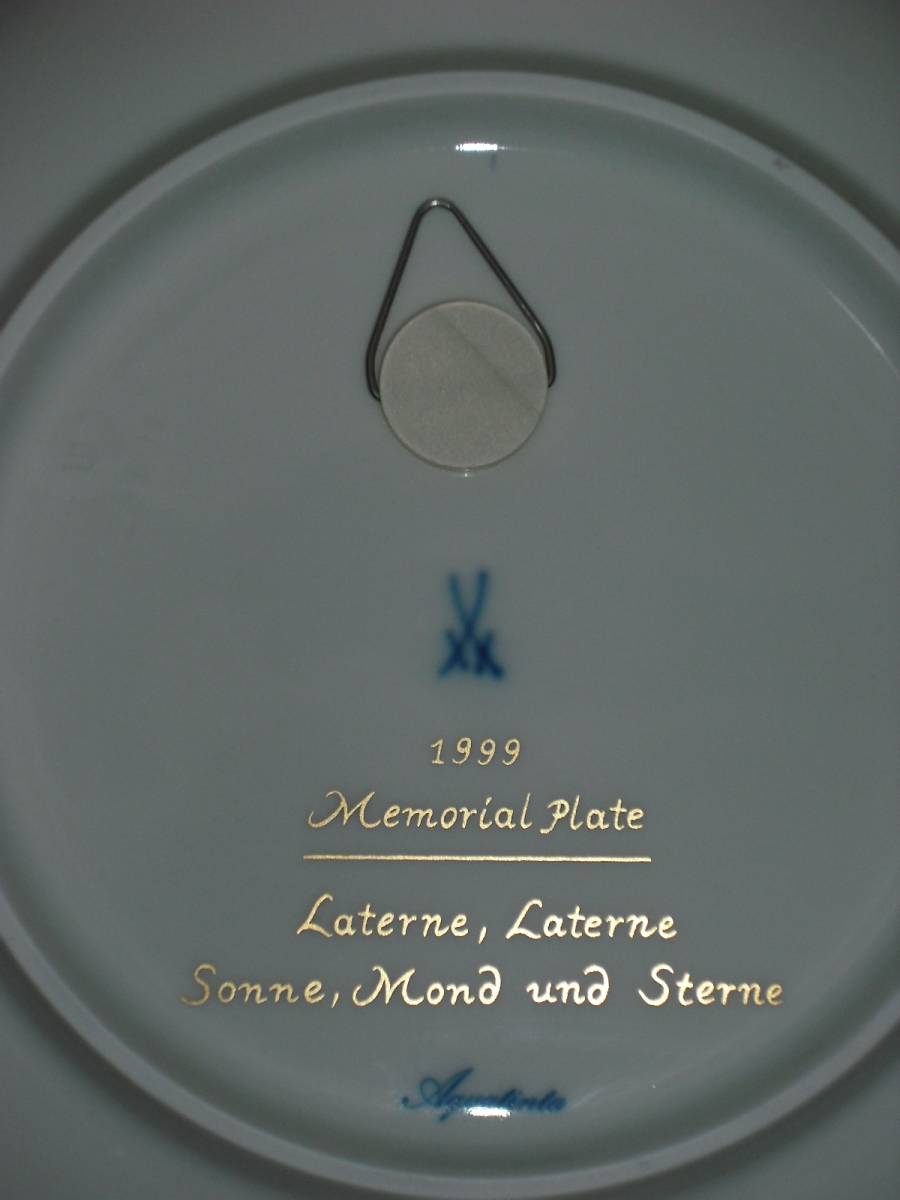 1999
Memorial Plate
Laterne, Laterne
Sonne, Mond und Sterne
Aquatinta